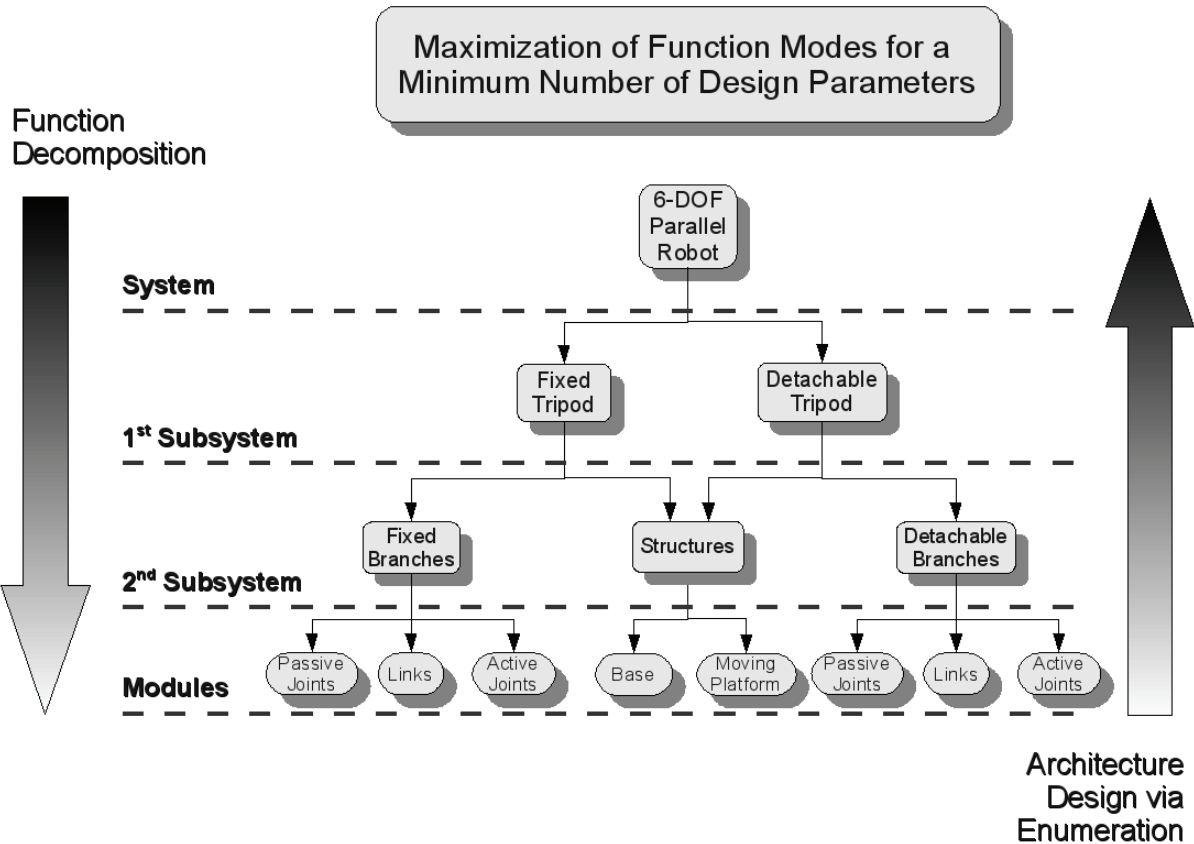 Maximization of Function Modes for a
Minimum Number of Design Parameters
Function
Decomposition
6-DOF
Parallel
Robot
System
Fixed
Tripod
Detachable
Tripod
1st Subsystem
Fixed
Branches
Structures
Detachable
Branches
2nd Subsystem
Passive
Joints
Links
Active
Joints
Base
Moving
Platform
Passive
Joints
Links
Active
Joints
Modules
Architecture
Design via
Enumeration